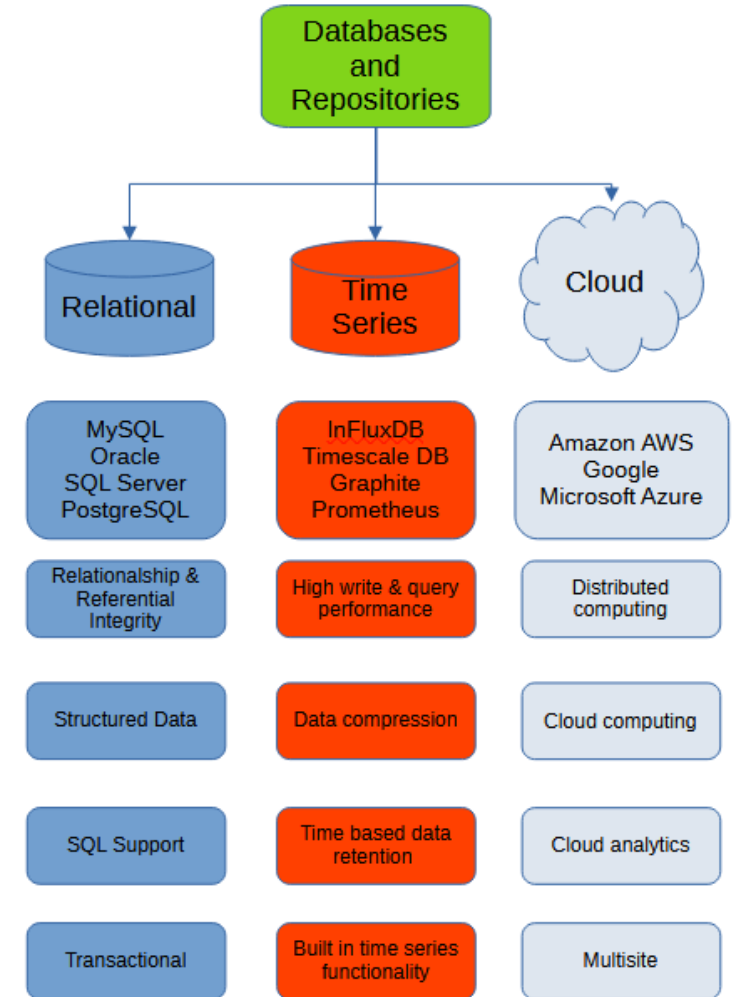 Databases
and
Repositories
Relational
Time
Series
Cloud
MySQL
Oracle
SQL Server
PostgreSQL
InFluxDB
Timescale DB
Graphite
Prometheus
Amazon AWS
Google
Microsoft Azure
Relationalship &
Referential
Integrity
High write & query
performance
Distributed
computing
Structured Data
Data compression
Cloud computing
SQL Support
Time based data
retention
Cloud analytics
Transactional
Built in time series
functionality
Multisite